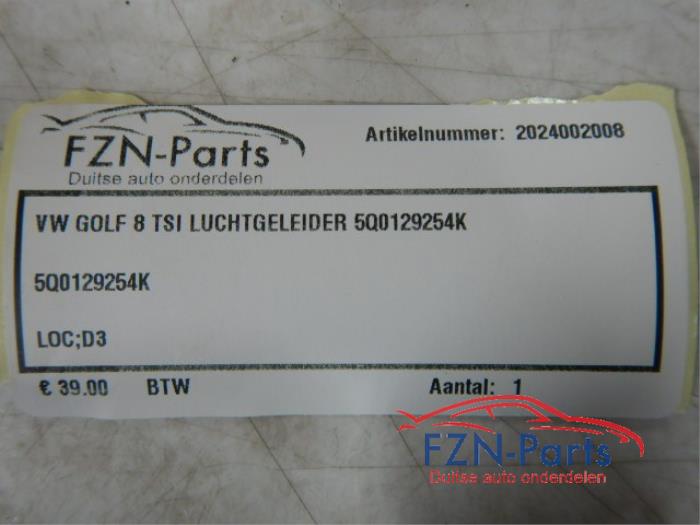 FZN-Parts
Duitse auto onderdelen
Artikelnummer: 2024002008
VW GOLF 8 TSI LUCHTGELEIDER 5Q0129254K
5Q0129254K
LOC;D3
€ 39.00 BTW Aantal: 1
FZN-Parts
Duitse auto onderdelen